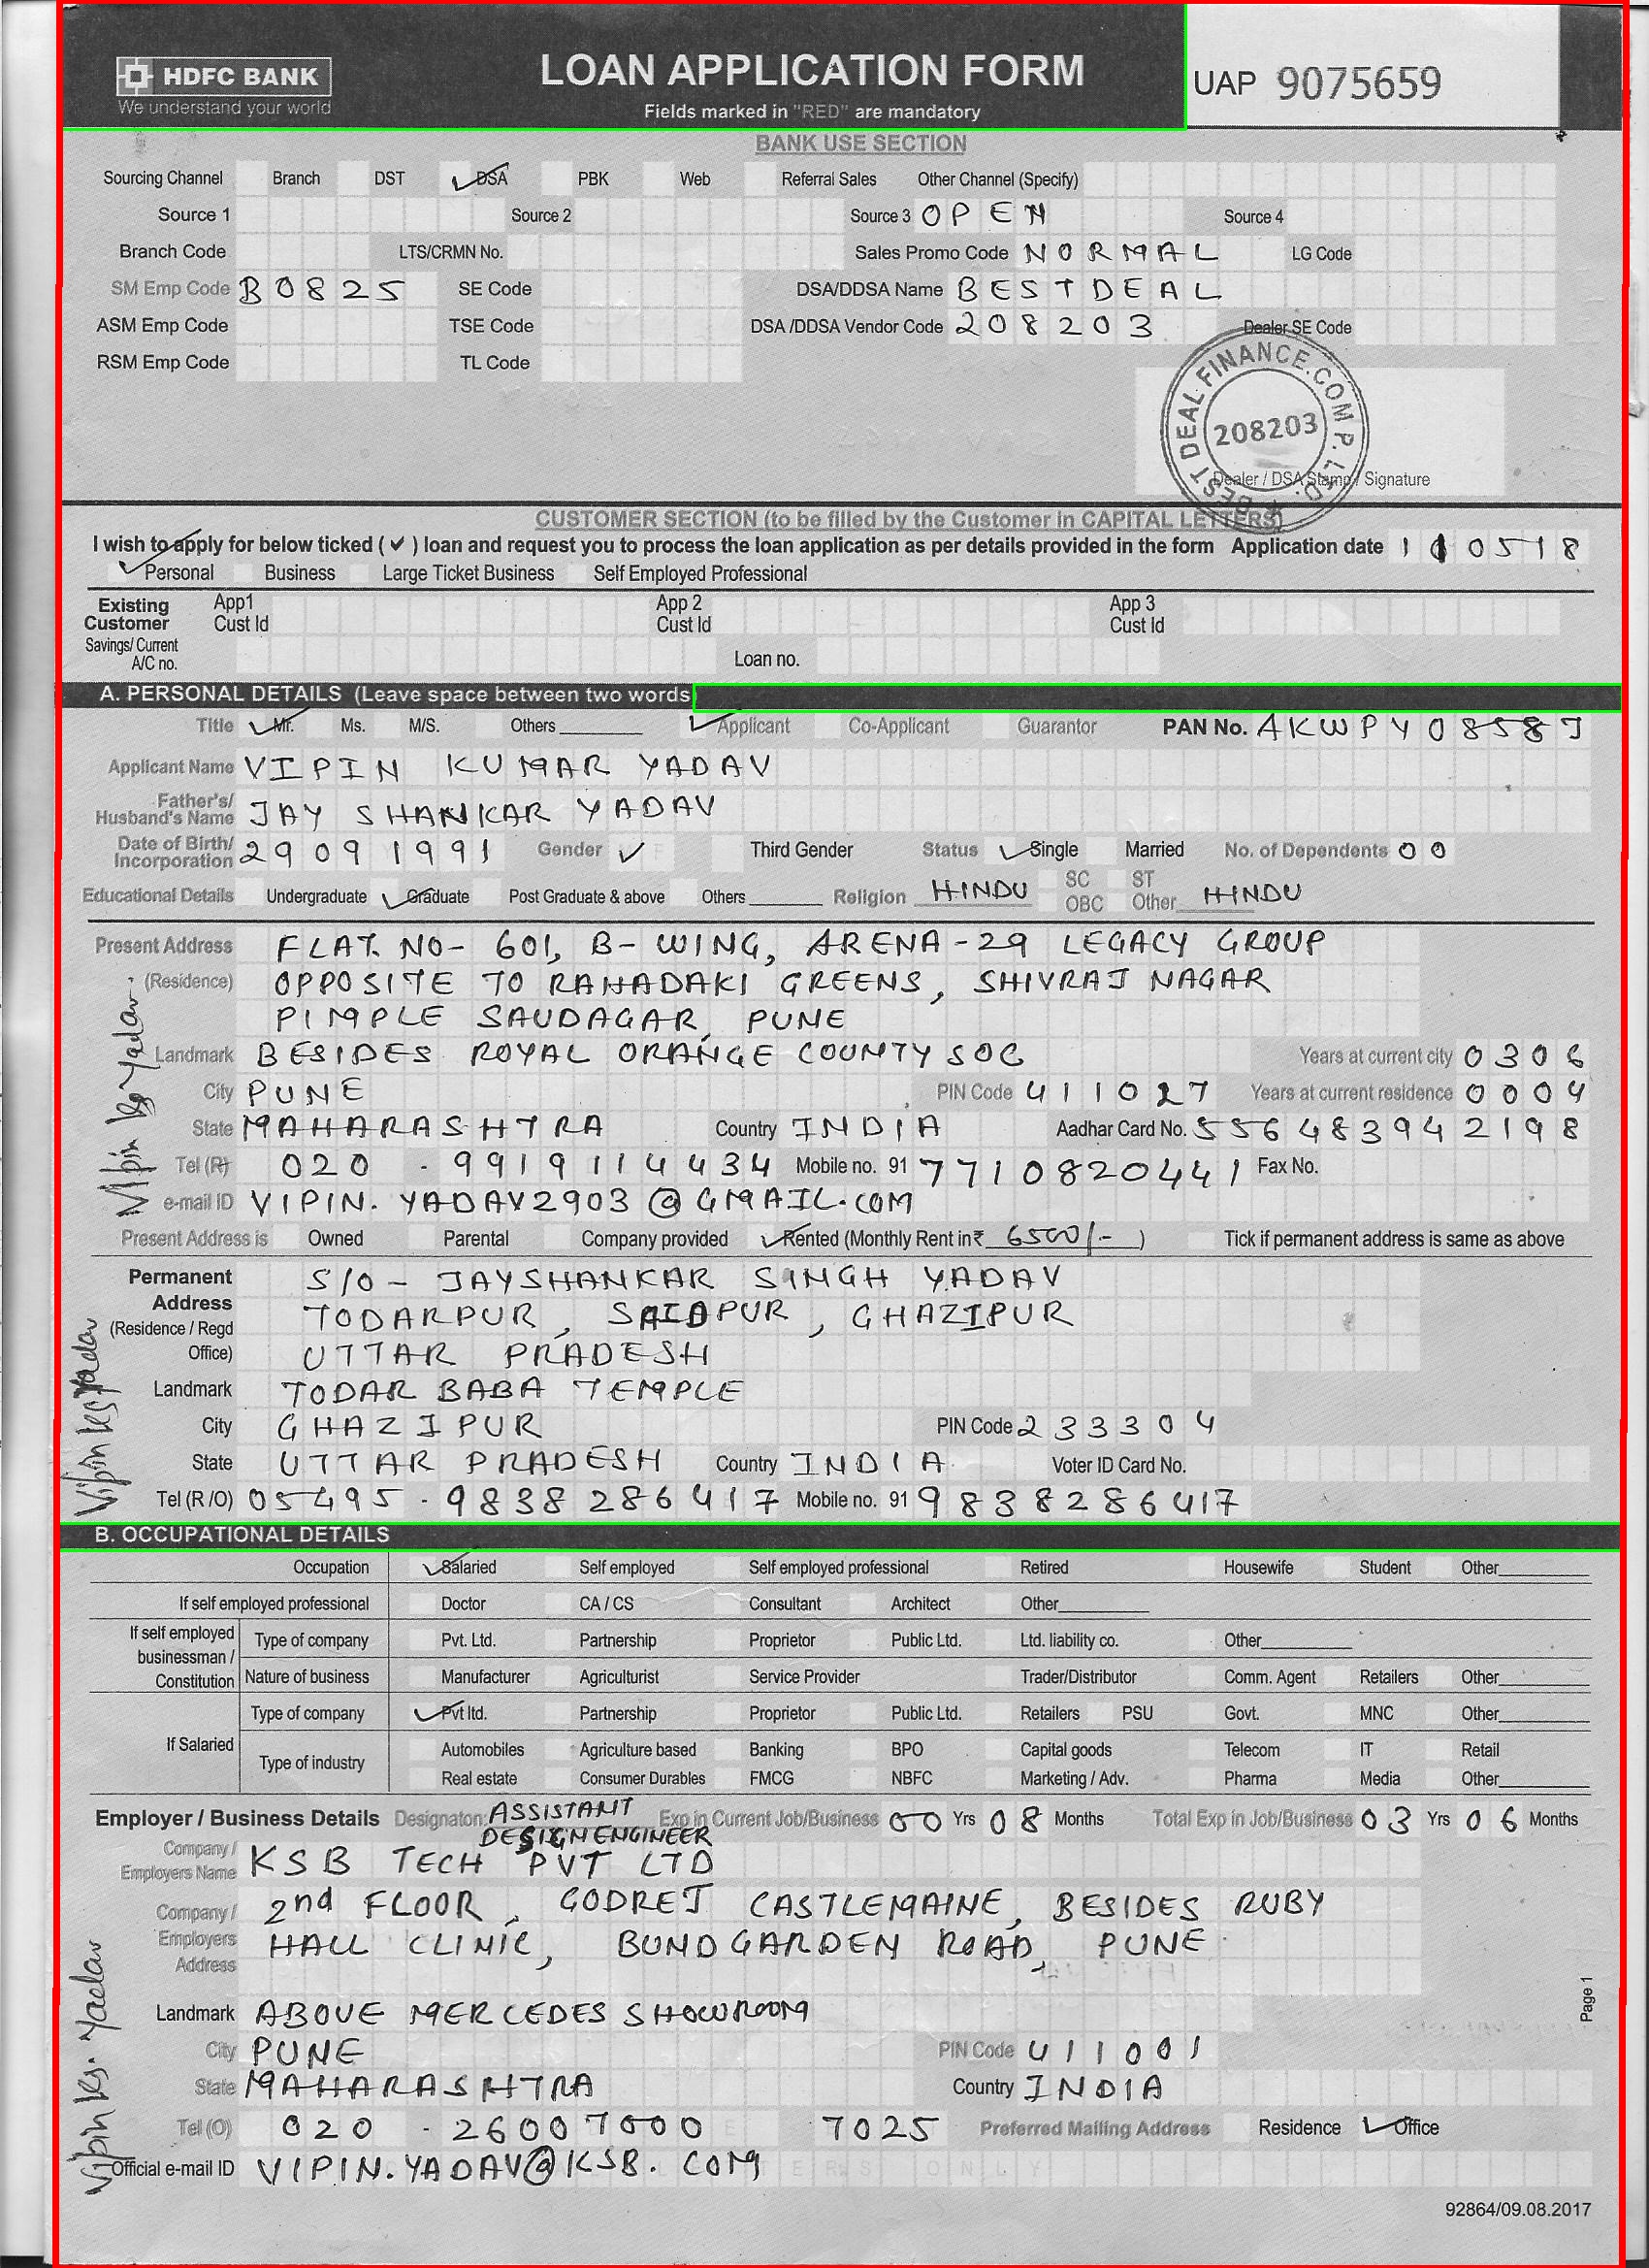 HDFC BANK
We understand your world
LOAN APPLICATION FORM
Fields marked in "RED" are mandatory
UAP 9075659
BANK USE SECTION
Sourcing Channel Branch DST DSA PBK Web Referral Sales Other Channel (Specify)
Source 1 Source 2 Source 3 OPEN Source 4
Branch Code LTS/CRMN No. Sales Promo Code NORMAL LG Code
SM Emp Code B0825 SE Code DSA/DDSA Name BESTDEAL
ASM Emp Code TSE Code DSA /DDSA Vendor Code 208203 Dealer SE Code
RSM Emp Code TL Code
BEST DEAL FINANCE.COM P. LTD.
208203
Dealer / DSA Stamp / Signature
CUSTOMER SECTION (to be filled by the Customer in CAPITAL LETTERS)
I wish to apply for below ticked (✓) loan and request you to process the loan application as per details provided in the form Application date 110518
Personal Business Large Ticket Business Self Employed Professional
Existing Customer App1 Cust Id App 2 Cust Id App 3 Cust Id
Savings/ Current A/C no. Loan no.
A. PERSONAL DETAILS (Leave space between two words
Title Mr. Ms. M/S. Others Applicant Co-Applicant Guarantor PAN No. AKWPY0858J
Applicant Name VIPIN KUMAR YADAV
Father's/ Husband's Name JAY SHANKAR YADAV
Date of Birth/ Incorporation 29091991 Gender Third Gender Status Single Married No. of Dependents 00
Educational Details Undergraduate Graduate Post Graduate & above Others Religion HINDU SC ST OBC Other HINDU
Present Address FLAT. NO- 601, B- WING, ARENA-29 LEGACY GROUP
(Residence) OPPOSITE TO RAHADAKI GREENS, SHIVRAJ NAGAR
PIMPLE SAUDAGAR, PUNE
Landmark BESIDES ROYAL ORANGE COUNTY SOC Years at current city 0306
City PUNE PIN Code 411027 Years at current residence 0004
State MAHARASHTRA Country INDIA Aadhar Card No. 556483942198
Tel (R) 020 - 9919114434 Mobile no. 91 7710820441 Fax No.
e-mail ID VIPIN. YADAV2903@GMAIL.COM
Present Address is Owned Parental Company provided Rented (Monthly Rent in ₹ 6500/- ) Tick if permanent address is same as above
Vipin Kr Yadav
Permanent Address S/O - JAYSHANKAR SINGH YADAV
(Residence / Regd Office) TODARPUR, SAIDPUR, GHAZIPUR
UTTAR PRADESH
Landmark TODAR BABA TEMPLE
City GHAZIPUR PIN Code 233304
State UTTAR PRADESH Country INDIA Voter ID Card No.
Tel (R /O) 05495 - 9838286417 Mobile no. 91 9838286417
Vipin Kr Yadav
B. OCCUPATIONAL DETAILS
Occupation Salaried Self employed Self employed professional Retired Housewife Student Other
If self employed professional Doctor CA / CS Consultant Architect Other
If self employed businessman / Constitution Type of company Pvt. Ltd. Partnership Proprietor Public Ltd. Ltd. liability co. Other
Nature of business Manufacturer Agriculturist Service Provider Trader/Distributor Comm. Agent Retailers Other
If Salaried Type of company Pvt ltd. Partnership Proprietor Public Ltd. Retailers PSU Govt. MNC Other
Type of industry Automobiles Agriculture based Banking BPO Capital goods Telecom IT Retail
Real estate Consumer Durables FMCG NBFC Marketing / Adv. Pharma Media Other
Employer / Business Details Designaton: ASSISTANT DESIGN ENGINEER Exp in Current Job/Business 00 Yrs 08 Months Total Exp in Job/Business 03 Yrs 06 Months
Company / Employers Name KSB TECH PVT LTD
Company / Employers Address 2nd FLOOR, GODREJ CASTLEMAINE, BESIDES RUBY
HALL CLINIC, BUNDGARDEN ROAD, PUNE
Landmark ABOVE MERCEDES SHOWROOM
City PUNE PIN Code 411001
State MAHARASHTRA Country INDIA
Tel (O) 020 - 26007000 7025 Preferred Mailing Address Residence Office
Official e-mail ID VIPIN.YADAV@KSB. COM
Vipin Kr. Yadav
Page 1
92864/09.08.2017